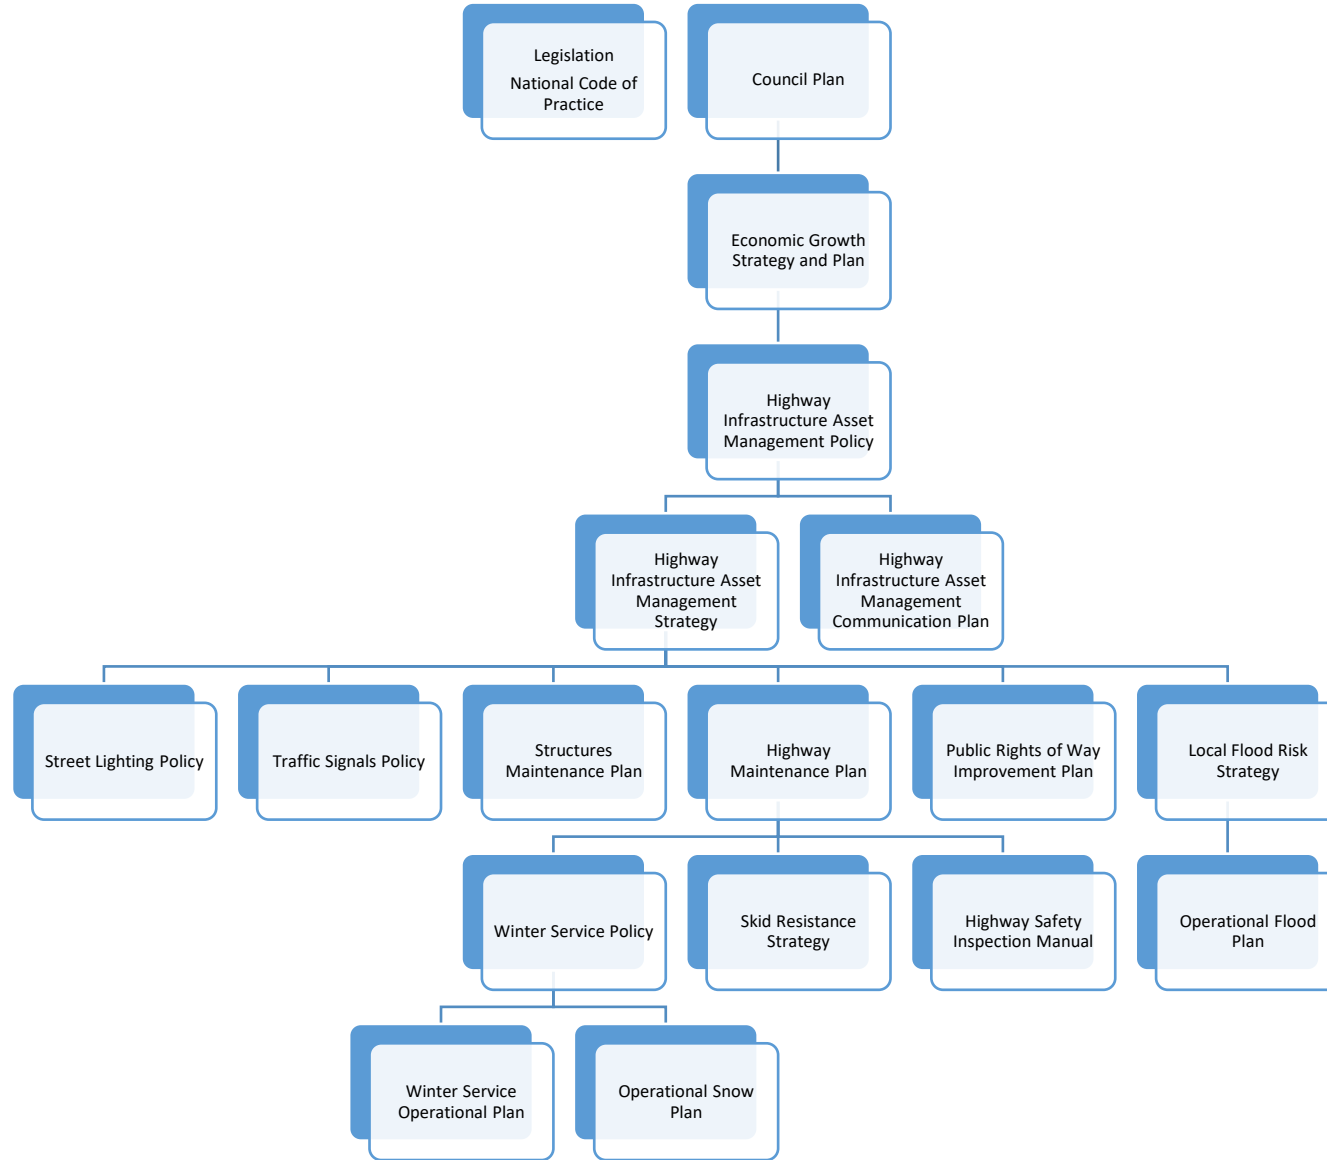 Legislation
National Code of
Practice
Council Plan
Economic Growth
Strategy and Plan
Highway
Infrastructure Asset
Management Policy
Highway
Infrastructure Asset
Management
Strategy
Highway
Infrastructure Asset
Management
Communication Plan
Street Lighting Policy
Traffic Signals Policy
Structures
Maintenance Plan
Highway
Maintenance Plan
Public Rights of Way
Improvement Plan
Local Flood Risk
Strategy
Winter Service Policy
Skid Resistance
Strategy
Highway Safety
Inspection Manual
Operational Flood
Plan
Winter Service
Operational Plan
Operational Snow
Plan